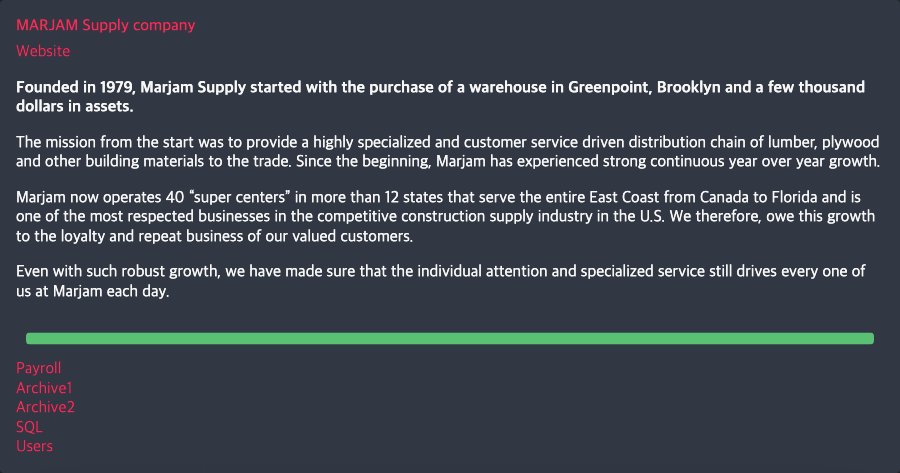 MARJAM Supply company
Website
Founded in 1979, Marjam Supply started with the purchase of a warehouse in Greenpoint, Brooklyn and a few thousand
dollars in assets.
The mission from the start was to provide a highly specialized and customer service driven distribution chain of lumber, plywood
and other building materials to the trade. Since the beginning, Marjam has experienced strong continuous year over year growth.
Marjam now operates 40 “super centers” in more than 12 states that serve the entire East Coast from Canada to Florida and is
one of the most respected businesses in the competitive construction supply industry in the U.S. We therefore, owe this growth
to the loyalty and repeat business of our valued customers.
Even with such robust growth, we have made sure that the individual attention and specialized service still drives every one of
us at Marjam each day.
Payroll
Archive1
Archive2
SQL
Users